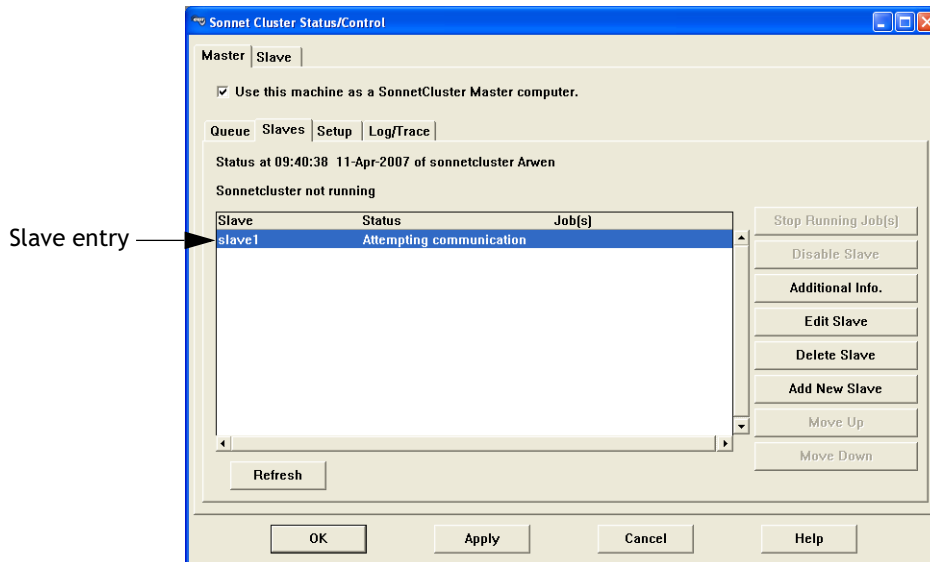 Sonnet Cluster Status/Control
Master Slave
Use this machine as a SonnetCluster Master computer.
Queue Slaves Setup Log/Trace
Status at 09:40:38 11-Apr-2007 of sonnetcluster Arwen
Sonnetcluster not running
Slave Status Job(s)
Slave entry
slave1 Attempting communication
Stop Running Job(s)
Disable Slave
Additional Info.
Edit Slave
Delete Slave
Add New Slave
Move Up
Move Down
Refresh
OK Apply Cancel Help